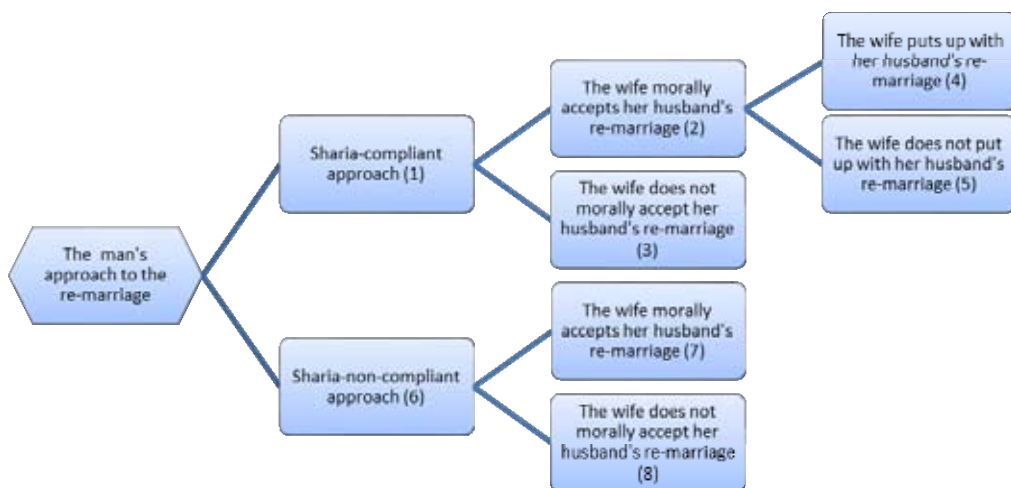 The man's
approach to the
re-marriage
Sharia-compliant
approach (1)
The wife morally
accepts her husband's
re-marriage (2)
The wife puts up with
her husband's re-
marriage (4)
The wife does not put
up with her husband's
re-marriage (5)
The wife does not
morally accept her
husband's re-marriage
(3)
Sharia-non-compliant
approach (6)
The wife morally
accepts her husband's
re-marriage (7)
The wife does not
morally accept her
husband's re-marriage
(8)